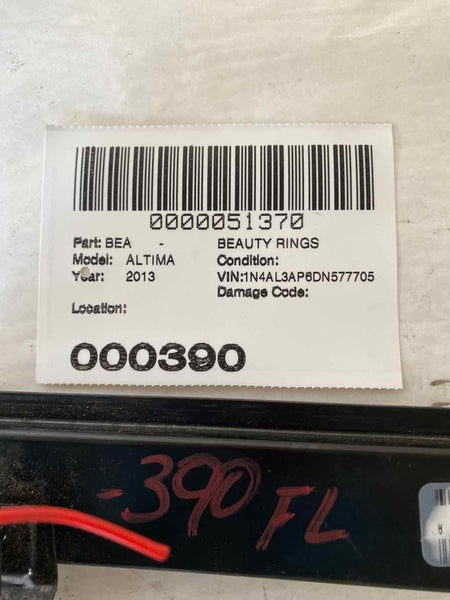 0000051370
Part: BEA - BEAUTY RINGS
Model: ALTIMA Condition:
Year: 2013 VIN:1N4AL3AP6DN577705
Damage Code:
Location:
000390
-390 FL